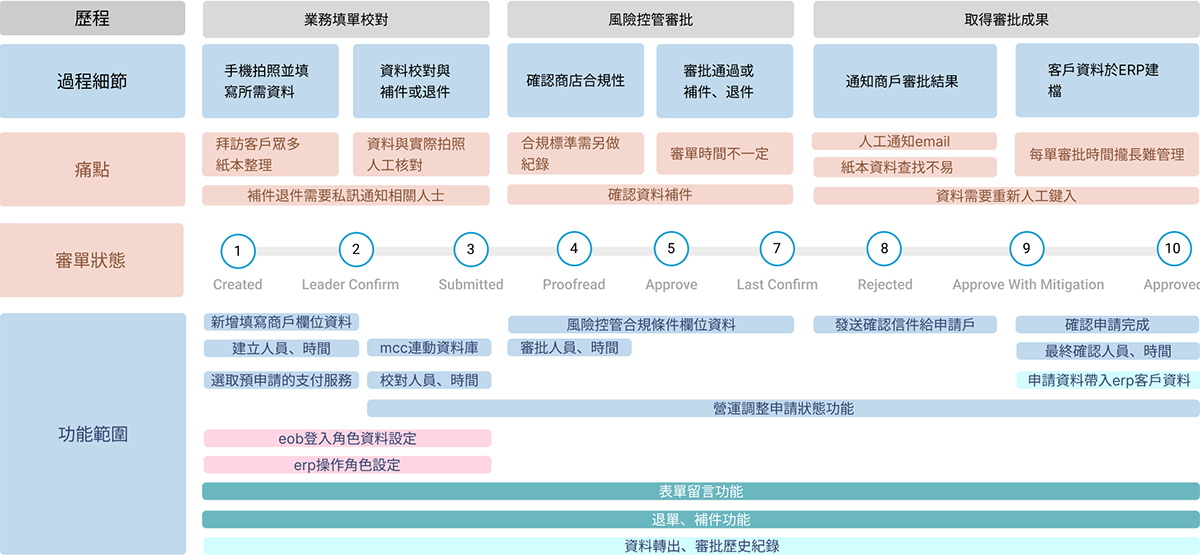 歷程
業務填單校對
風險控管審批
取得審批成果
過程細節
手機拍照並填
寫所需資料
資料校對與
補件或退件
確認商店合規性
審批通過或
補件、退件
通知商戶審批結果
客戶資料於ERP建
檔
痛點
拜訪客戶眾多
紙本整理
資料與實際拍照
人工核對
合規標準需另做
紀錄
審單時間不一定
人工通知email
紙本資料查找不易
每單審批時間攏長難管理
補件退件需要私訊通知相關人士
確認資料補件
資料需要重新人工鍵入
審單狀態
1
2
3
4
5
7
8
9
10
Created
Leader Confirm
Submitted
Proofread
Approve
Last Confirm
Rejected
Approve With Mitigation
Approved
功能範圍
新增填寫商戶欄位資料
風險控管合規條件欄位資料
發送確認信件給申請戶
確認申請完成
建立人員、時間
mcc連動資料庫
審批人員、時間
最終確認人員、時間
選取預申請的支付服務
校對人員、時間
申請資料帶入erp客戶資料
營運調整申請狀態功能
eob登入角色資料設定
erp操作角色設定
表單留言功能
退單、補件功能
資料轉出、審批歷史紀錄